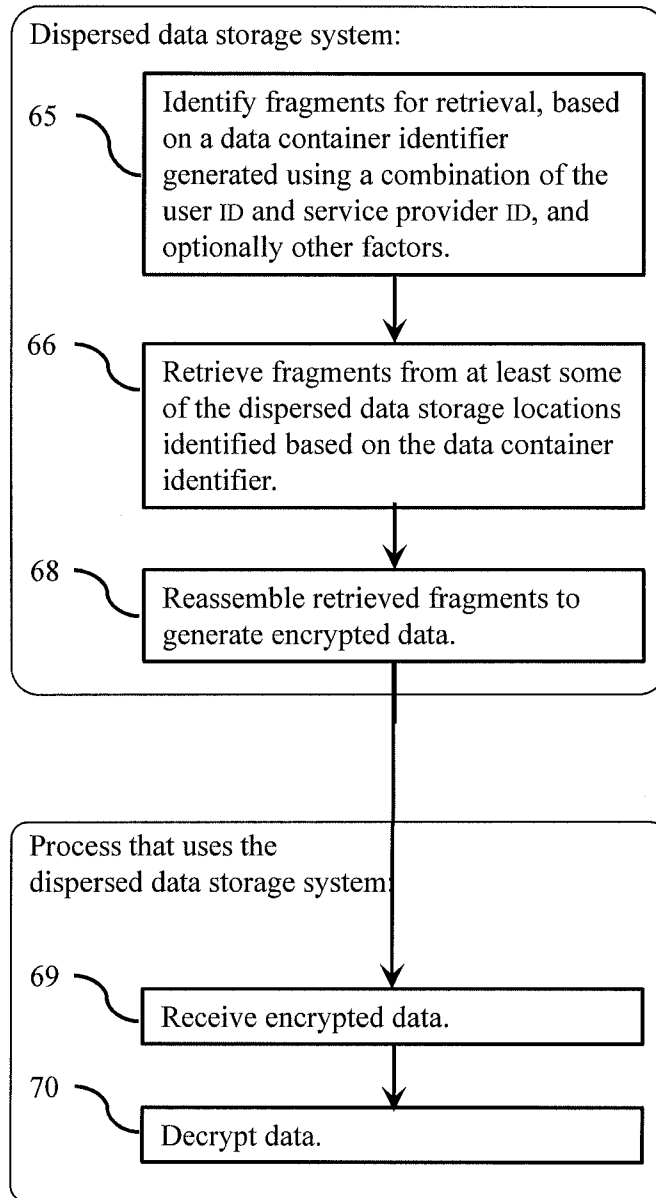 Dispersed data storage system:
65
Identify fragments for retrieval, based
on a data container identifier
generated using a combination of the
user ID and service provider ID, and
optionally other factors.
66
Retrieve fragments from at least some
of the dispersed data storage locations
identified based on the data container
identifier.
68
Reassemble retrieved fragments to
generate encrypted data.
Process that uses the
dispersed data storage system:
69
Receive encrypted data.
70
Decrypt data.